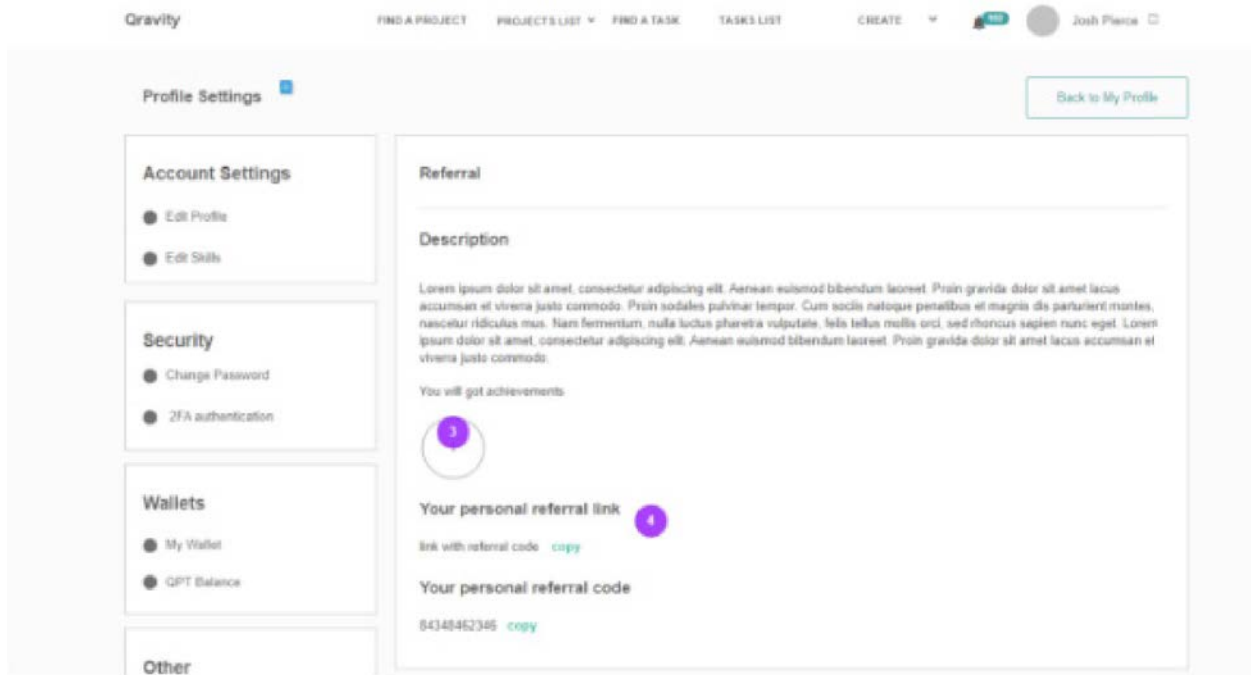 Qravity
FIND A PROJECT PROJECTS LIST FIND A TASK TASKS LIST CREATE Josh Pierce
Profile Settings
Back to My Profile
Account Settings
Edit Profile
Edit Skills
Security
Change Password
2FA authentication
Wallets
My Wallet
QPT Balance
Other
Referral
Description
Lorem ipsum dolor sit amet, consectetur adipiscing elit. Aenean euismod bibendum laoreet. Proin gravida dolor sit amet lacus
accumsan et viverra justo commodo. Proin sodales pulvinar tempor. Cum sociis natoque penatibus et magnis dis parturient montes,
nascetur ridiculus mus. Nam fermentum, nulla luctus pharetra vulputate, felis tellus mollis orci, sed rhoncus sapien nunc eget. Lorem
ipsum dolor sit amet, consectetur adipiscing elit. Aenean euismod bibendum laoreet. Proin gravida dolor sit amet lacus accumsan et
viverra justo commodo.
You will got achievements
3
Your personal referral link
4
link with referral code copy
Your personal referral code
84348462346 copy